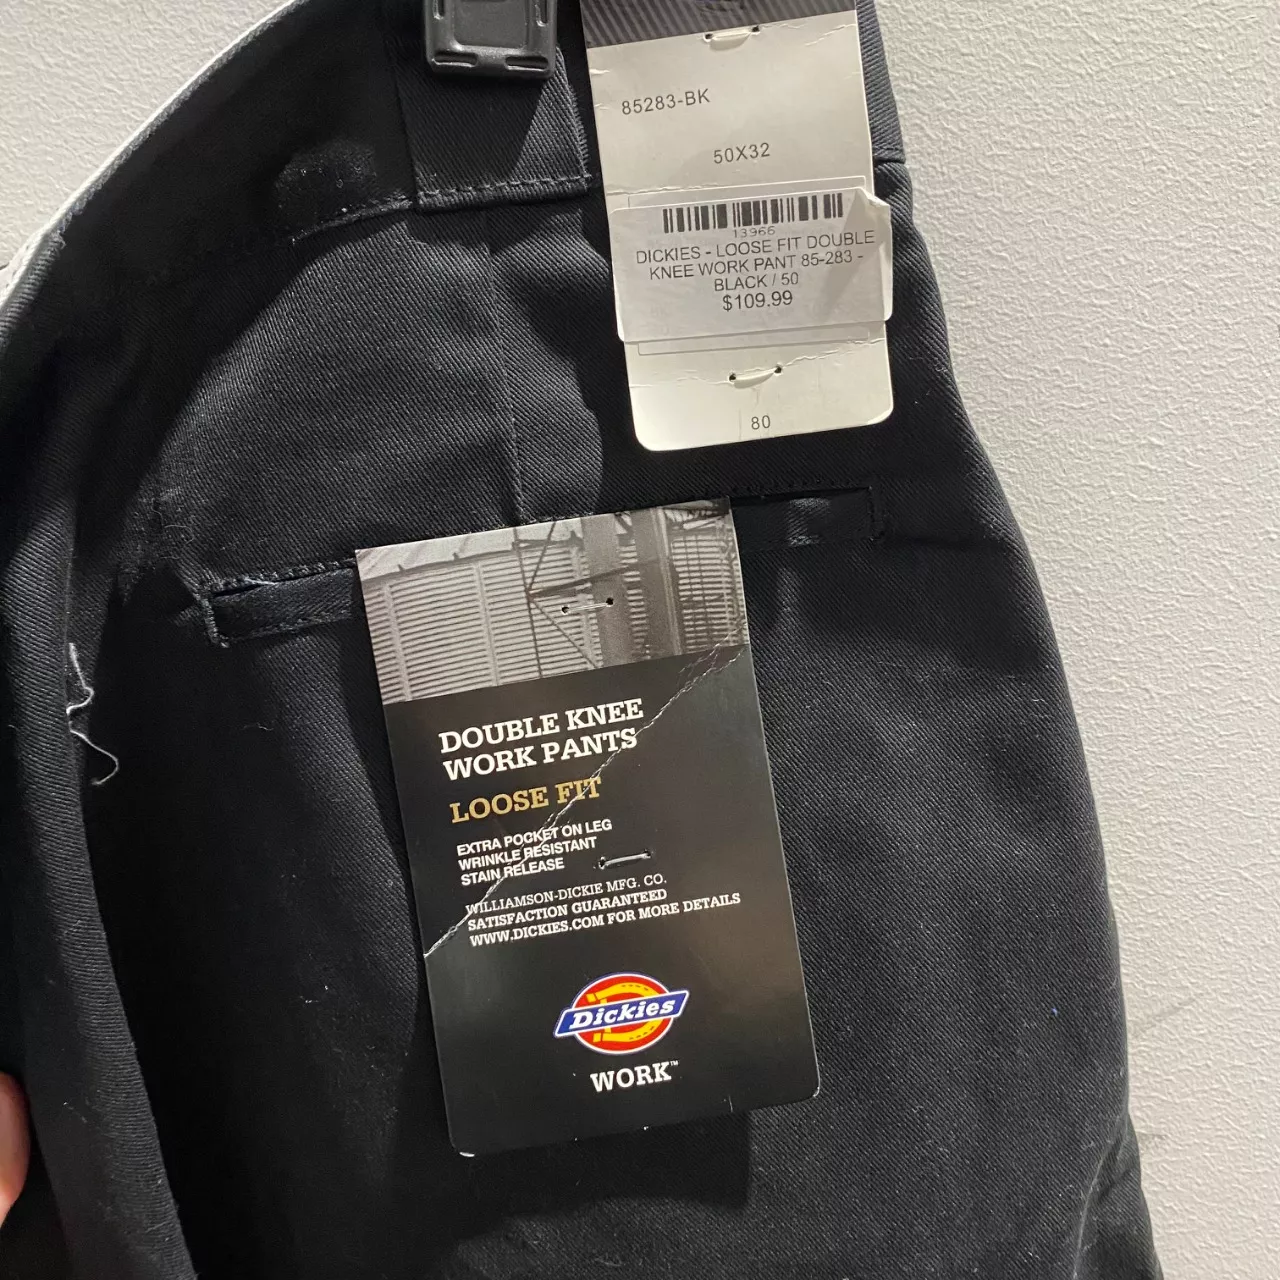 85283-BK
50X32
13966
DICKIES - LOOSE FIT DOUBLE
KNEE WORK PANT 85-283 -
BLACK / 50
$109.99
80
DOUBLE KNEE
WORK PANTS
LOOSE FIT
EXTRA POCKET ON LEG
WRINKLE RESISTANT
STAIN RELEASE
WILLIAMSON-DICKIE MFG. CO.
SATISFACTION GUARANTEED
WWW.DICKIES.COM FOR MORE DETAILS
Dickies
WORK™